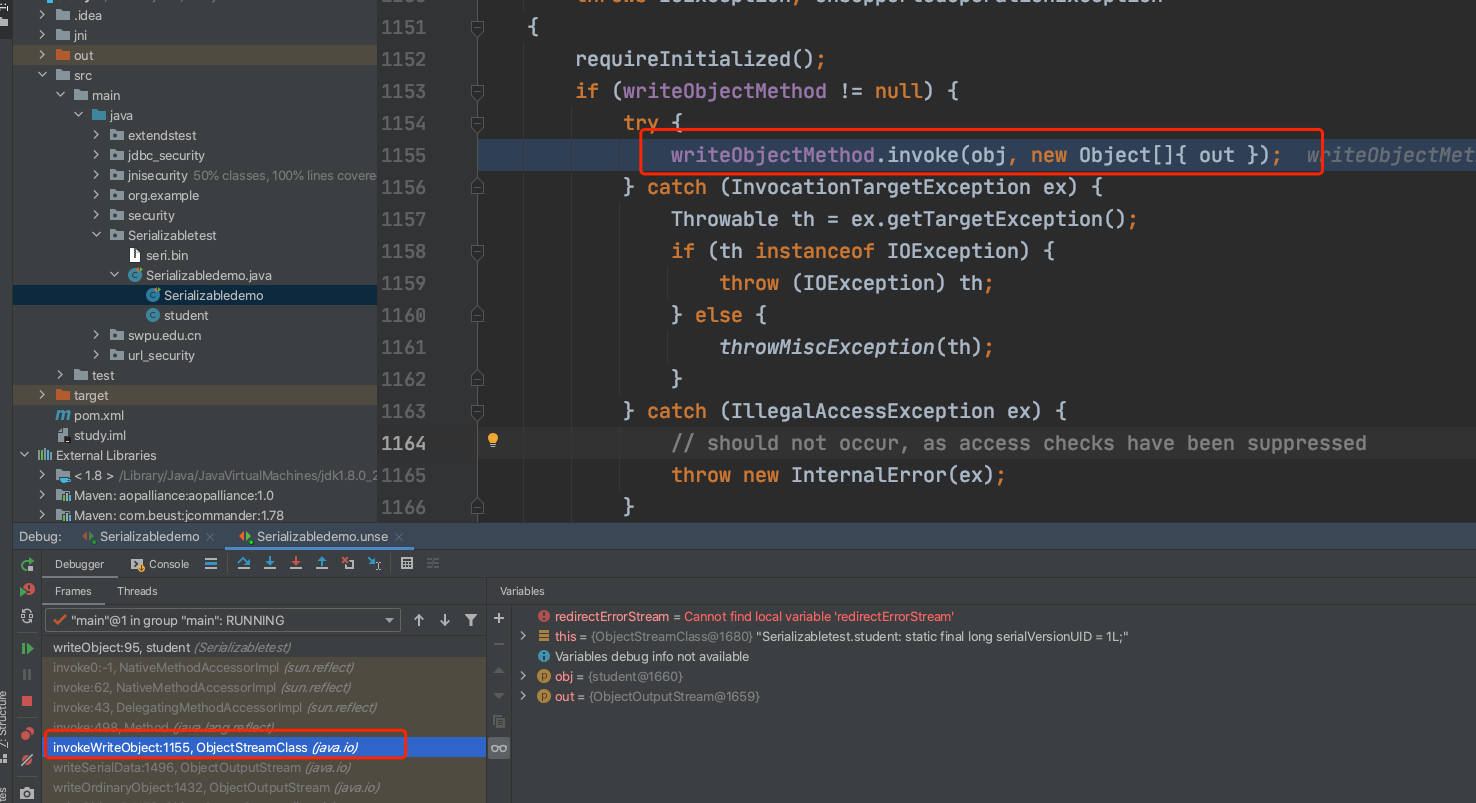 .idea
jni
out
src
main
java
extendstest
jdbc_security
jnisecurity 50% classes, 100% lines covere
org.example
security
Serializabletest
seri.bin
Serializabledemo.java
Serializabledemo
student
swpu.edu.cn
url_security
test
target
pom.xml
study.iml
External Libraries
< 1.8 > /Library/Java/JavaVirtualMachines/jdk1.8.0_2
Maven: aopalliance:aopalliance:1.0
Maven: com.beust:jcommander:1.78
1151 {
1152 requireInitialized();
1153 if (writeObjectMethod != null) {
1154 try {
1155 writeObjectMethod.invoke(obj, new Object[]{ out }); writeObjectMet
1156 } catch (InvocationTargetException ex) {
1157 Throwable th = ex.getTargetException();
1158 if (th instanceof IOException) {
1159 throw (IOException) th;
1160 } else {
1161 throwMiscException(th);
1162 }
1163 } catch (IllegalAccessException ex) {
1164 // should not occur, as access checks have been suppressed
1165 throw new InternalError(ex);
1166 }
Debug: Serializabledemo Serializabledemo.unse
Debugger Console
Frames Threads
"main"@1 in group "main": RUNNING
writeObject:95, student (Serializabletest)
invoke0:-1, NativeMethodAccessorImpl (sun.reflect)
invoke:62, NativeMethodAccessorImpl (sun.reflect)
invoke:43, DelegatingMethodAccessorImpl (sun.reflect)
invoke:498, Method (java.lang.reflect)
invokeWriteObject:1155, ObjectStreamClass (java.io)
writeSerialData:1496, ObjectOutputStream (java.io)
writeOrdinaryObject:1432, ObjectOutputStream (java.io)
Variables
redirectErrorStream = Cannot find local variable 'redirectErrorStream'
this = {ObjectStreamClass@1680} "Serializabletest.student: static final long serialVersionUID = 1L;"
Variables debug info not available
obj = {student@1660}
out = {ObjectOutputStream@1659}
Z: Structure